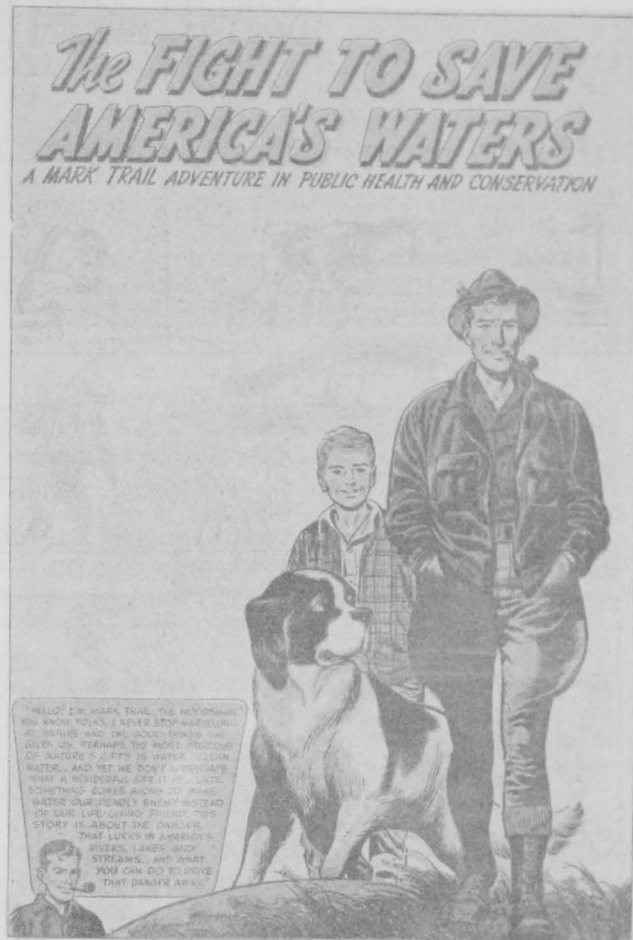 The FIGHT TO SAVE
AMERICA'S WATERS
A MARK TRAIL ADVENTURE IN PUBLIC HEALTH AND CONSERVATION
"HELLO! I'M MARK TRAIL, THE WOODSMAN
YOU KNOW FOLKS, I NEVER STOP MARVELING
AT NATURE AND THE GOOD THINGS SHE
GIVES US. PERHAPS THE MOST PRECIOUS
OF NATURE'S GIFTS IS WATER. CLEAN
WATER... AND YET WE DON'T APPRECIATE
WHAT A WONDERFUL GIFT IT IS... UNTIL
SOMETHING COMES ALONG TO MAKE
WATER OUR DEADLY ENEMY INSTEAD
OF OUR LIFE-GIVING FRIEND. THIS
STORY IS ABOUT THE DANGER
THAT LURKS IN AMERICA'S
RIVERS, LAKES AND
STREAMS... AND WHAT
YOU CAN DO TO DRIVE
THAT DANGER AWAY."